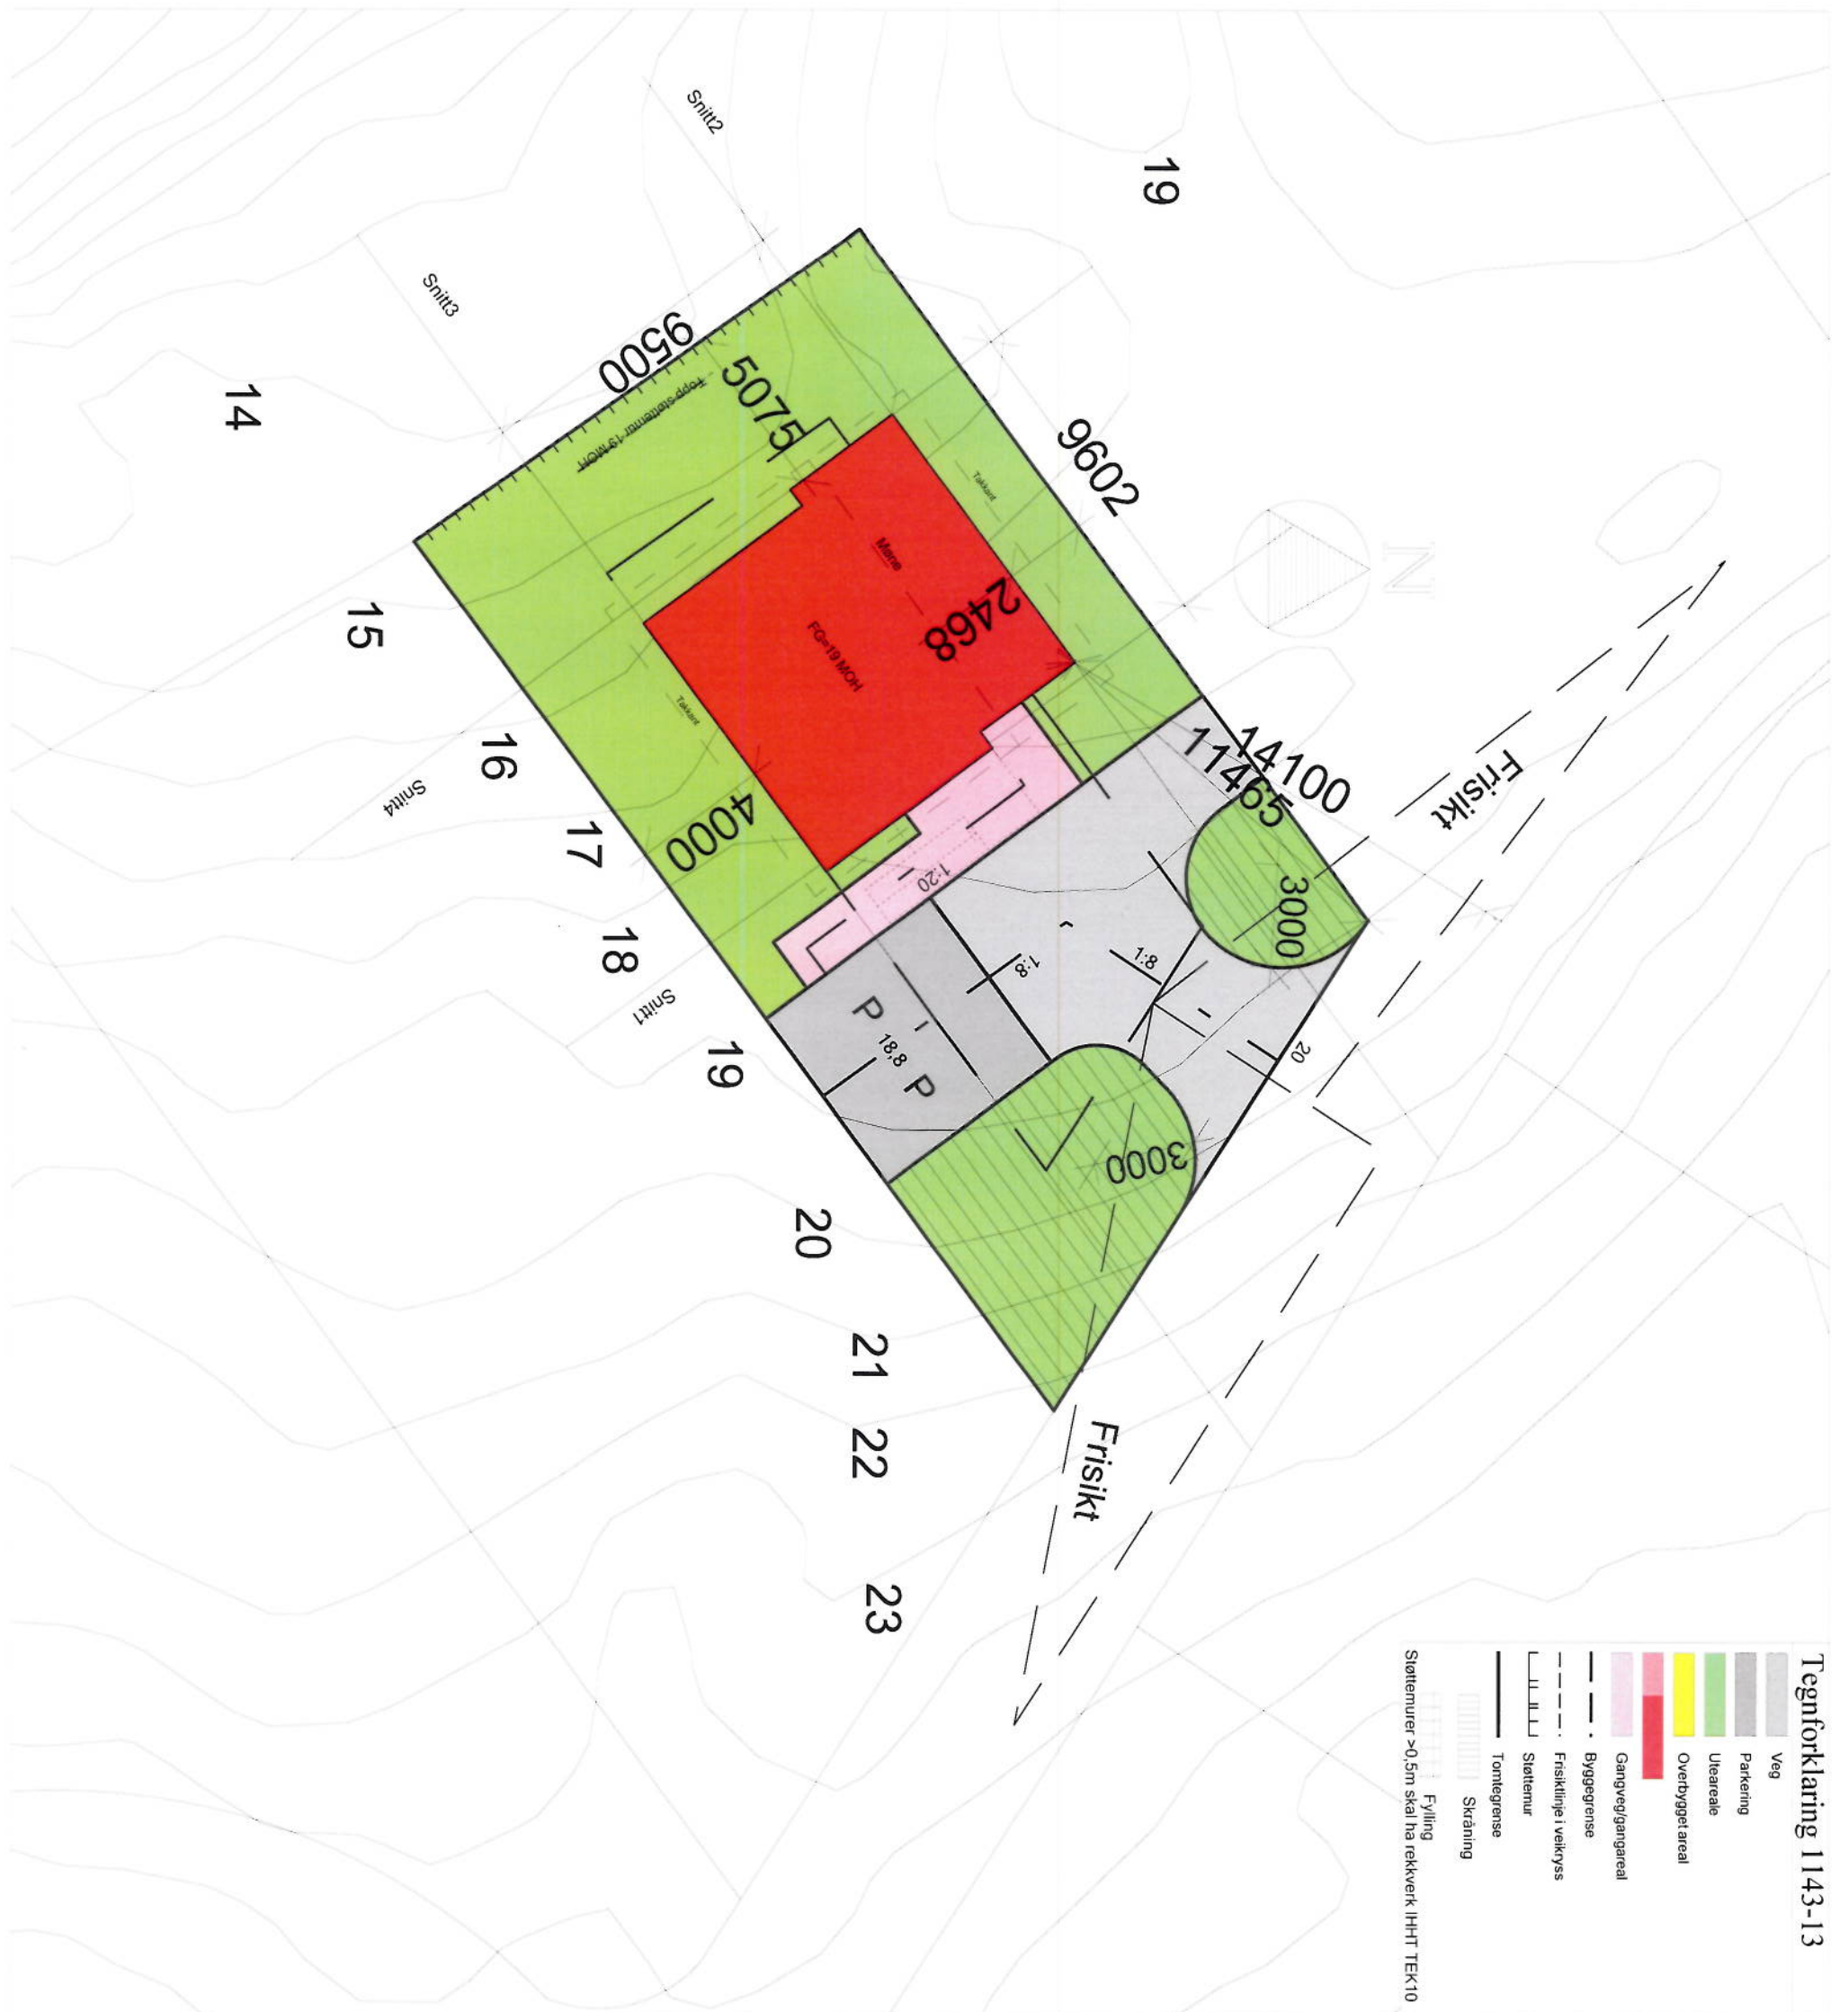 Snitt2
19
Snitt3
14
9500
Topp støttemur 19 MOH
5075
9602
Takkant
N
Møne
2468
FG=19 MOH
15
Takkant
16
Snitt4
17
4000
11465
14100
Frisikt
3000
1:20
1:8
1:8
18
Snitt1
19
P
18,8
P
20
3000
20
21
22
Frisikt
23
Tegnforklaring 1143-13
Veg
Parkering
Uteareale
Overbygget areal
Gangveg/gangareal
Byggegrense
Frisiktlinje i veikryss
Støttemur
Tomtegrense
Skråning
Fylling
Støttemurer >0,5m skal ha rekkverk IHHT TEK10